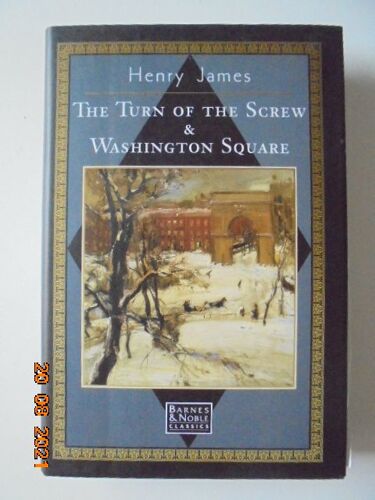 Henry James
THE TURN OF THE SCREW
&
WASHINGTON SQUARE
BARNES
& NOBLE
CLASSICS
20 08 2021